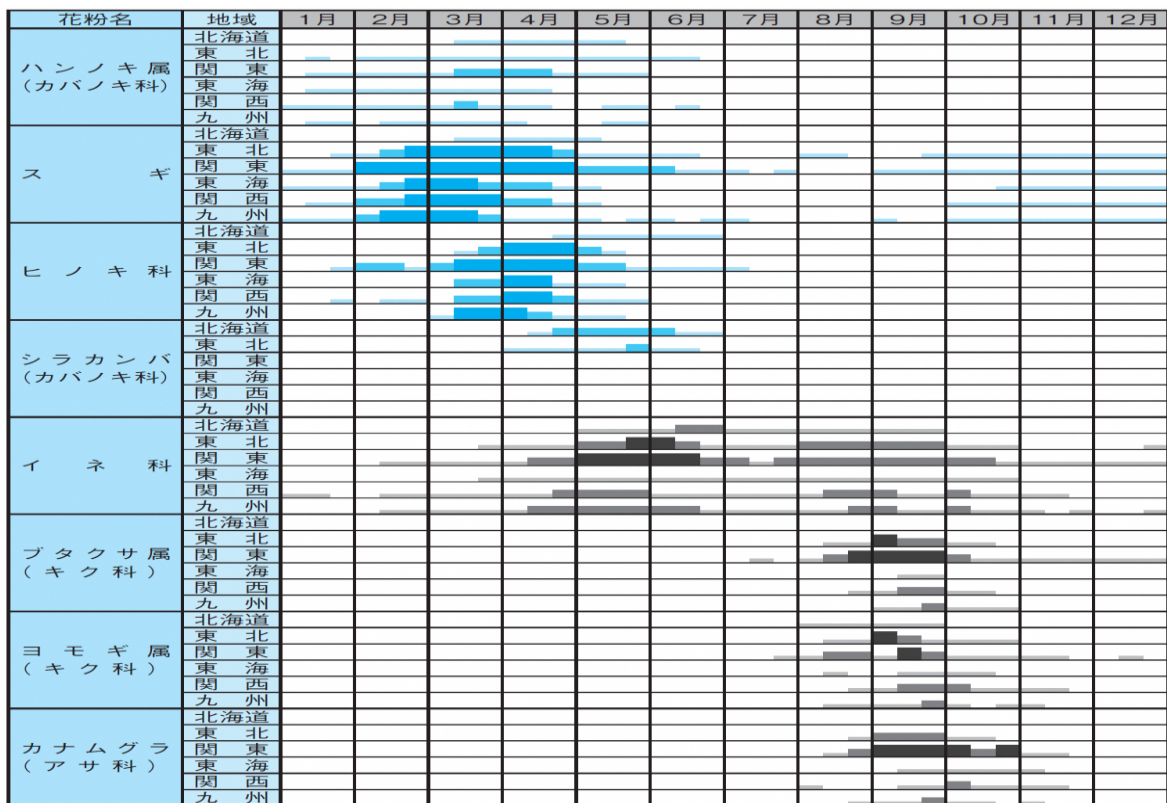 花粉名 地域 1月 2月 3月 4月 5月 6月 7月 8月 9月 10月 11月 12月
ハンノキ属
(カバノキ科)
北海道
東北
関東
東海
関西
九州
スギ
北海道
東北
関東
東海
関西
九州
ヒノキ科
北海道
東北
関東
東海
関西
九州
シラカンバ
(カバノキ科)
北海道
東北
関東
東海
関西
九州
イネ科
北海道
東北
関東
東海
関西
九州
ブタクサ属
(キク科)
北海道
東北
関東
東海
関西
九州
ヨモギ属
(キク科)
北海道
東北
関東
東海
関西
九州
カナムグラ
(アサ科)
北海道
東北
関東
東海
関西
九州